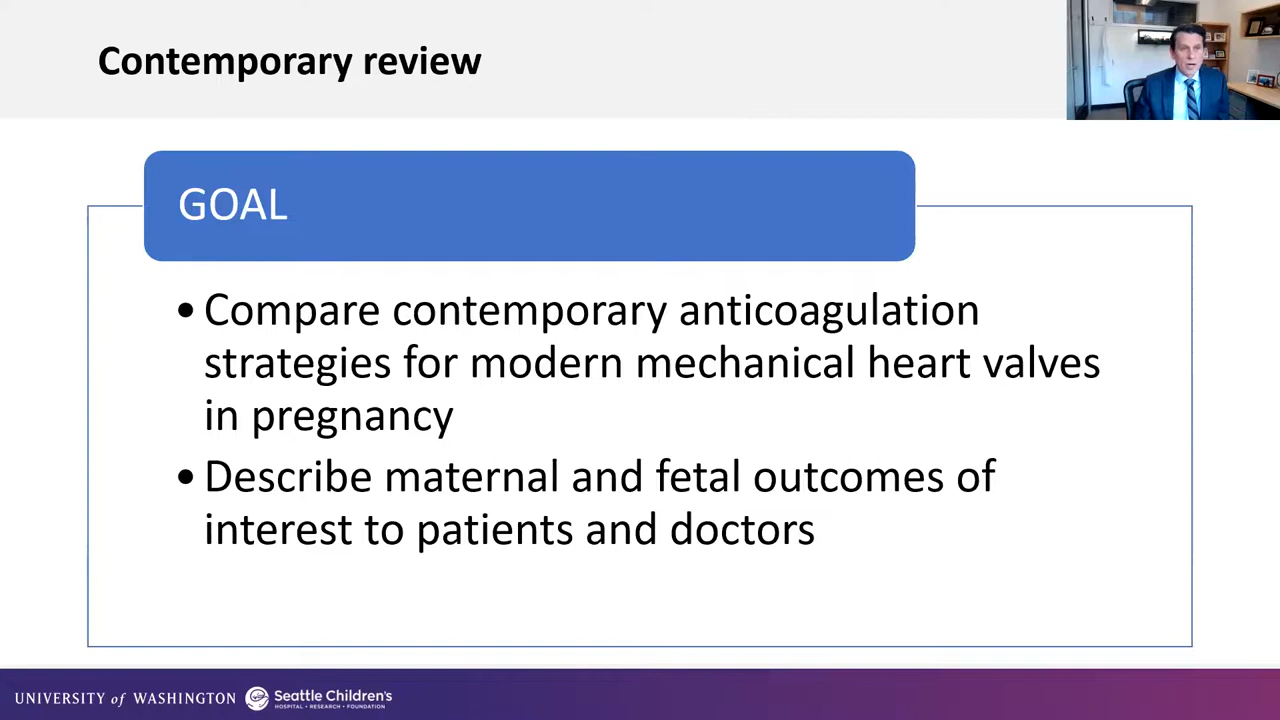 Contemporary review
GOAL
•Compare contemporary anticoagulation
strategies for modern mechanical heart valves
in pregnancy
•Describe maternal and fetal outcomes of
interest to patients and doctors
UNIVERSITY of WASHINGTON
Seattle Children's
HOSPITAL • RESEARCH • FOUNDATION